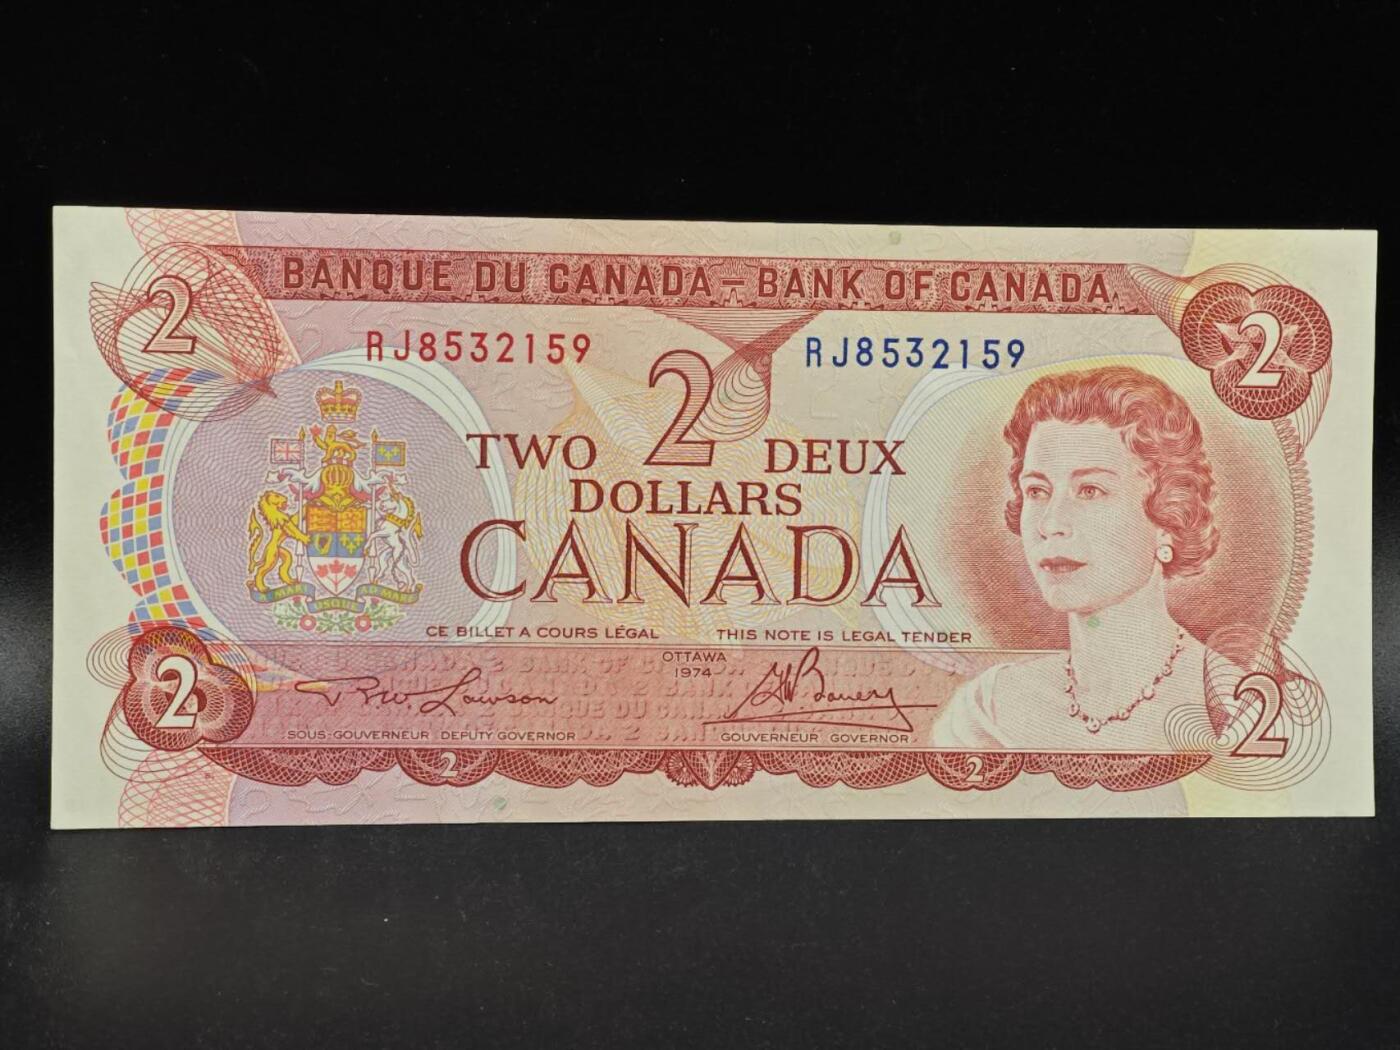 BANQUE DU CANADA – BANK OF CANADA
2
2
RJ8532159
RJ8532159
2
TWO DEUX
DOLLARS
CANADA
A MARI USQUE AD MARE
CE BILLET A COURS LÉGAL THIS NOTE IS LEGAL TENDER
OTTAWA
1974
J.R.W. Lawson
G.K. Bouey
SOUS-GOUVERNEUR DEPUTY GOVERNOR
GOUVERNEUR GOVERNOR
2
2
2
2